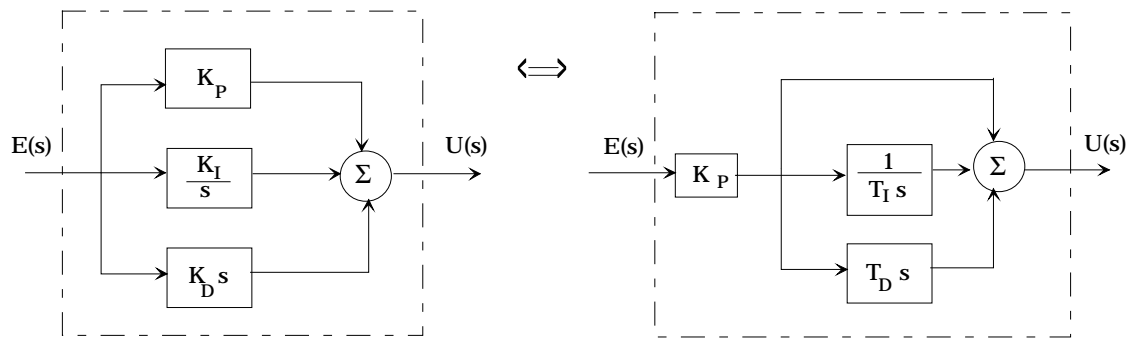 K_P
E(s)
K_I
s
Σ
U(s)
K_D s
⟺
E(s)
K_P
1
T_I s
Σ
U(s)
T_D s